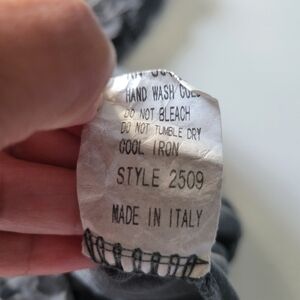 HAND WASH COLD
DO NOT BLEACH
DO NOT TUMBLE DRY
COOL IRON
STYLE 2509
MADE IN ITALY